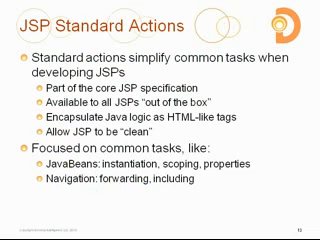 JSP Standard Actions
Standard actions simplify common tasks when
developing JSPs
Part of the core JSP specification
Available to all JSPs “out of the box”
Encapsulate Java logic as HTML-like tags
Allow JSP to be “clean”
Focused on common tasks, like:
JavaBeans: instantiation, scoping, properties
Navigation: forwarding, including
13